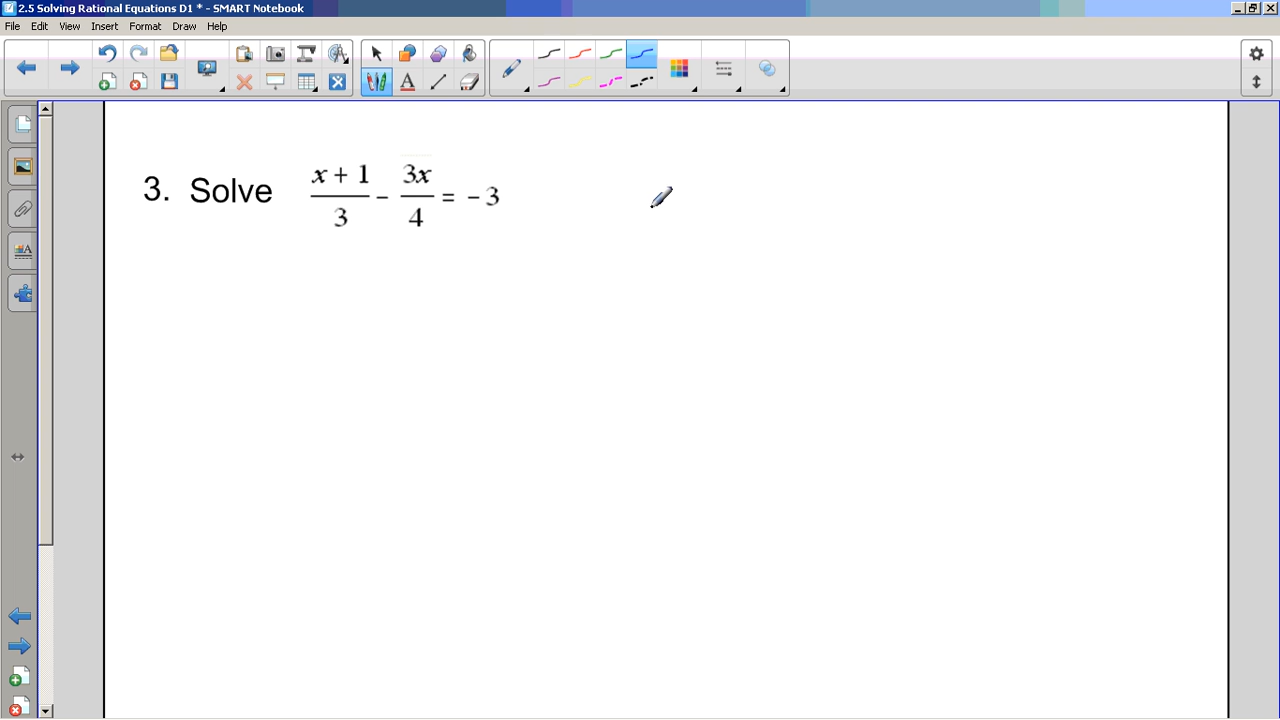 2.5 Solving Rational Equations D1 * - SMART Notebook
File Edit View Insert Format Draw Help
3. Solve (x + 1)/3 - 3x/4 = -3